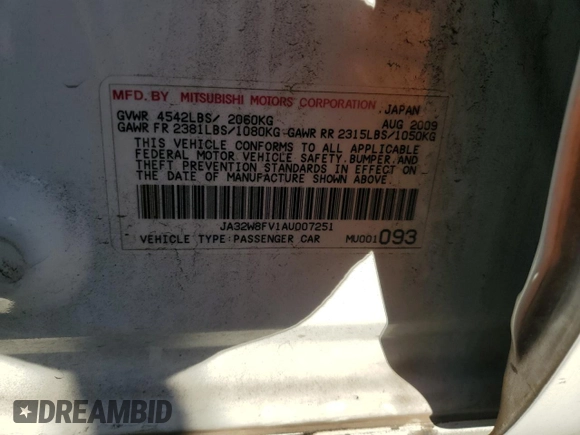 MFD.BY MITSUBISHI MOTORS CORPORATION,JAPAN
GVWR 4542LBS/ 2060KG AUG 2009
GAWR FR 2381LBS/1080KG-GAWR RR 2315LBS/1050KG
THIS VEHICLE CONFORMS TO ALL APPLICABLE
FEDERAL MOTOR VEHICLE SAFETY,BUMPER,AND
THEFT PREVENTION STANDARDS IN EFFECT ON
THE DATE OF MANUFACTURE SHOWN ABOVE.
JA32W8FV1AU007251
VEHICLE TYPE:PASSENGER CAR MU001093
DREAMBID